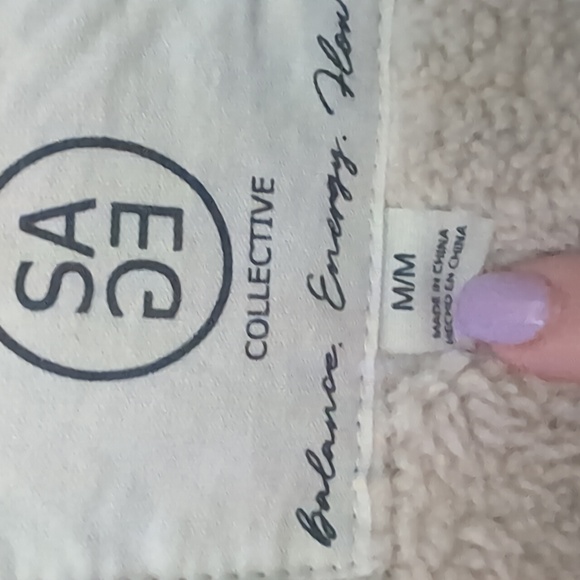 SA
GE
COLLECTIVE
Balance. Energy. Flow
M/M
MADE IN CHINA
HECHO EN CHINA